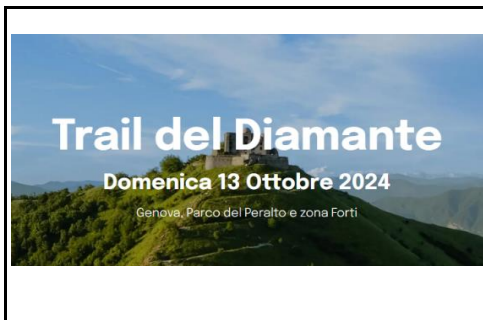 Trail del Diamante
Domenica 13 Ottobre 2024
Genova, Parco del Peralto e zona Forti